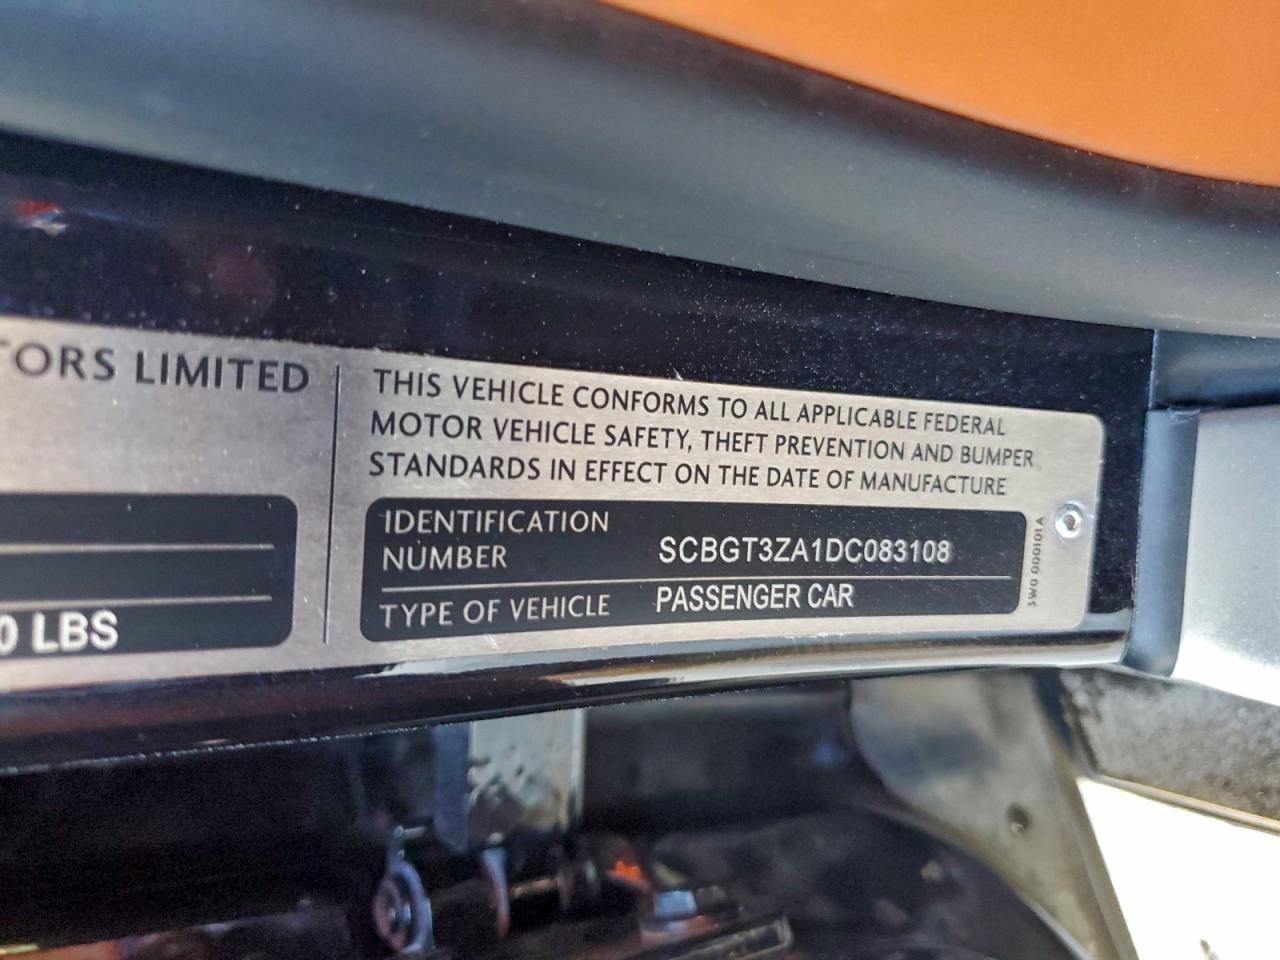 TORS LIMITED
0 LBS
THIS VEHICLE CONFORMS TO ALL APPLICABLE FEDERAL
MOTOR VEHICLE SAFETY, THEFT PREVENTION AND BUMPER
STANDARDS IN EFFECT ON THE DATE OF MANUFACTURE
IDENTIFICATION
NUMBER SCBGT3ZA1DC083108
TYPE OF VEHICLE PASSENGER CAR
3W0 000101A